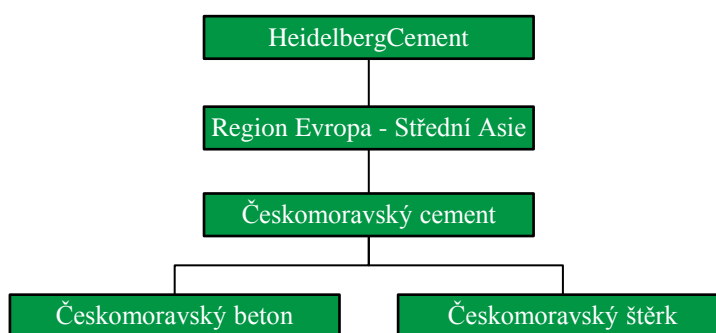 HeidelbergCement
Region Evropa - Střední Asie
Českomoravský cement
Českomoravský beton
Českomoravský štěrk